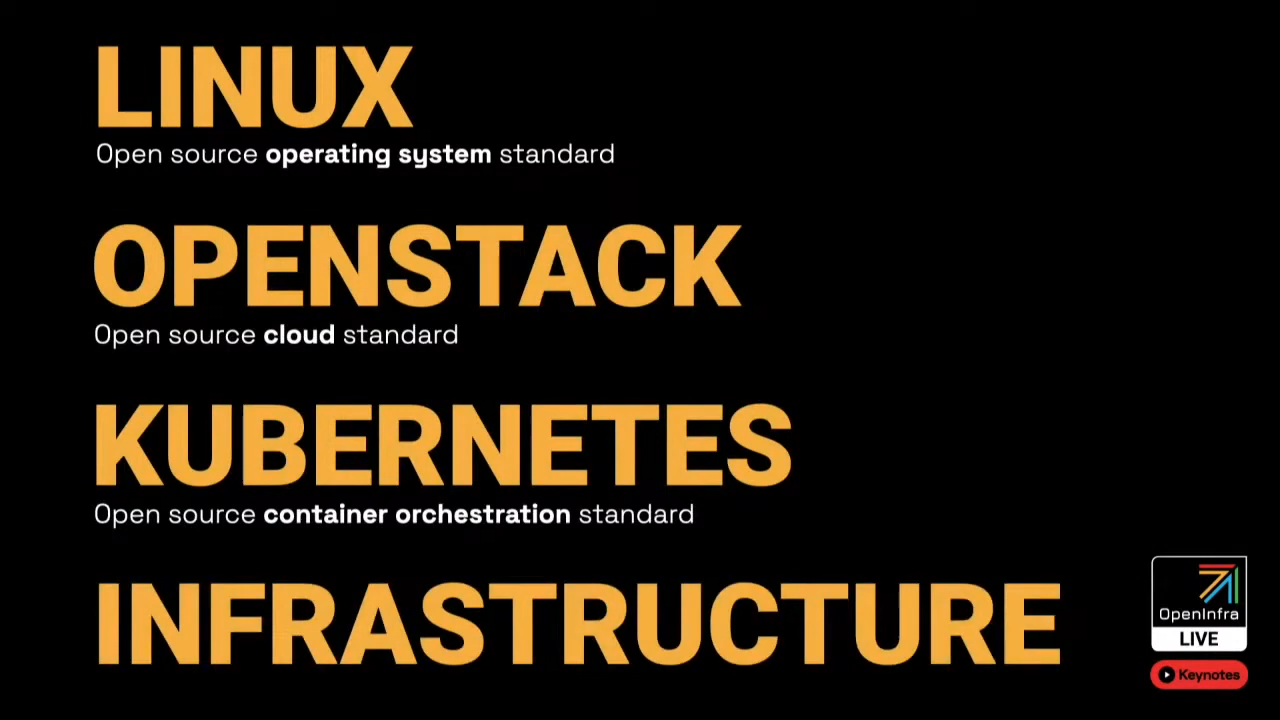 LINUX
Open source operating system standard
OPENSTACK
Open source cloud standard
KUBERNETES
Open source container orchestration standard
INFRASTRUCTURE
OpenInfra
LIVE
Keynotes